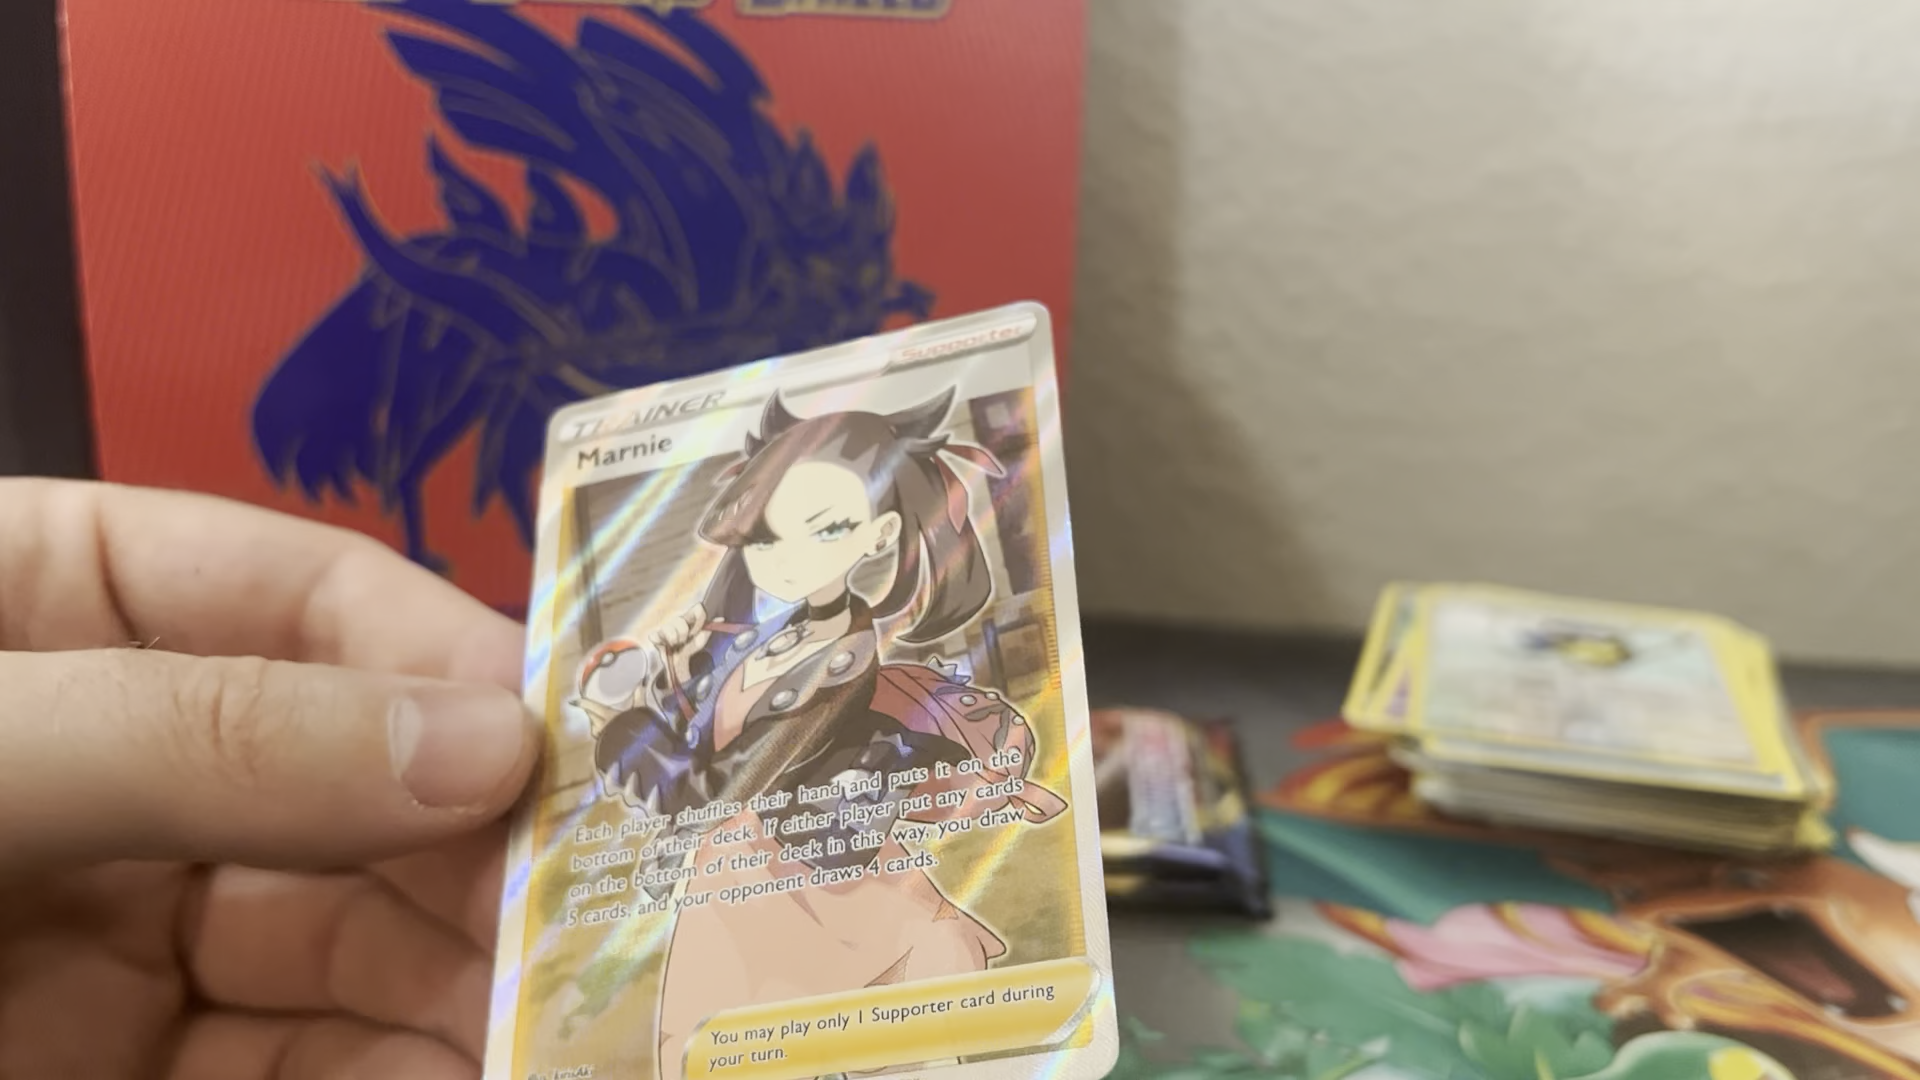 Supporter
TRAINER
Marnie
Each player shuffles their hand and puts it on the
bottom of their deck. If either player put any cards
on the bottom of their deck in this way, you draw
5 cards, and your opponent draws 4 cards.
You may play only 1 Supporter card during
your turn.